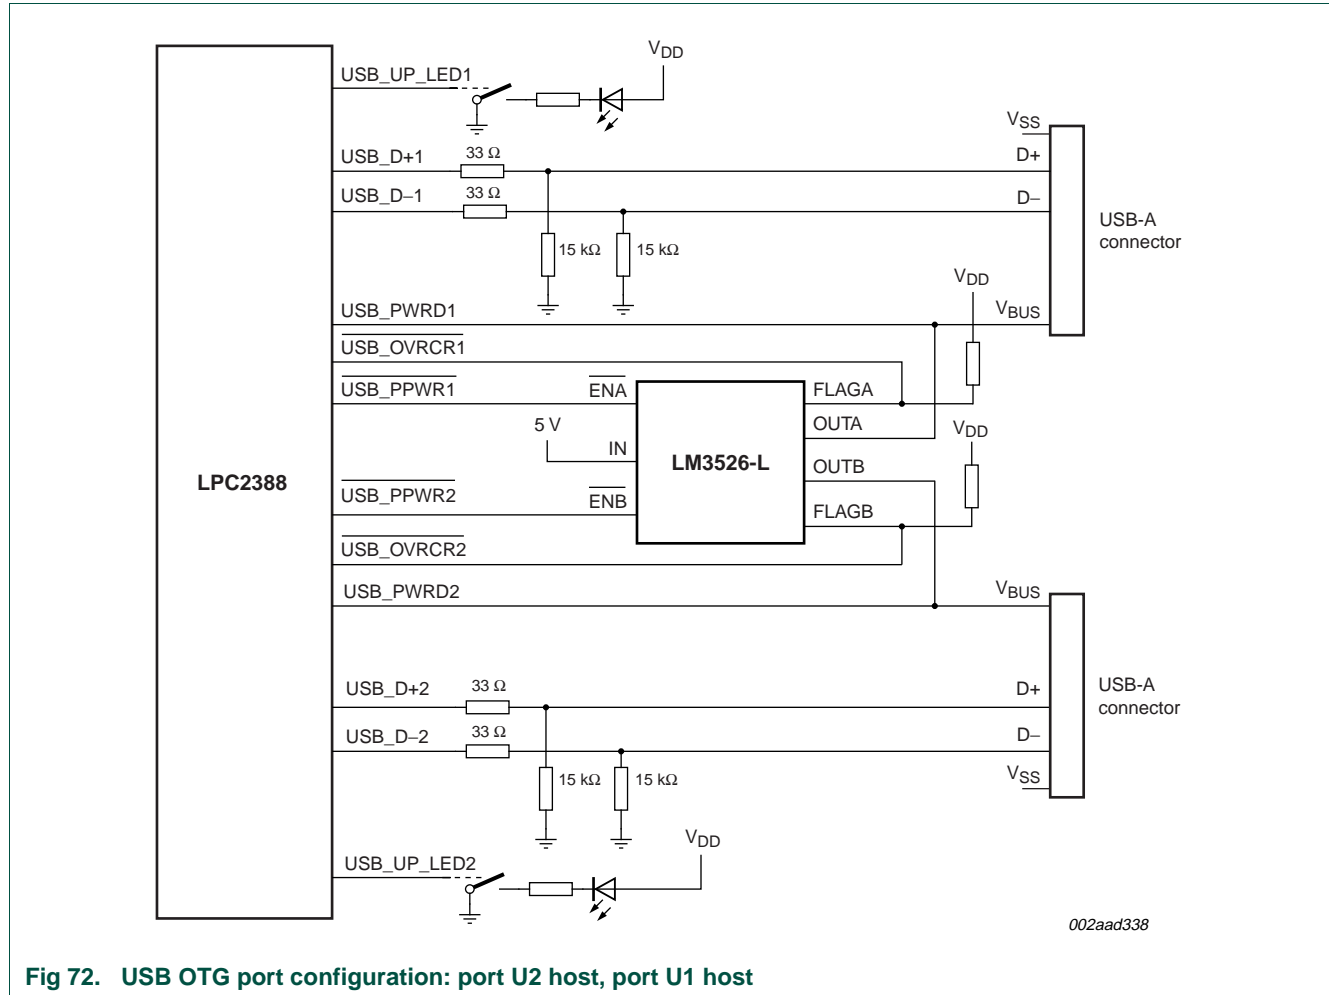 USB_UP_LED1
VDD
VSS
USB_D+1
33 Ω
D+
USB_D−1
33 Ω
D−
USB-A
connector
15 kΩ
15 kΩ
VDD
USB_PWRD1
VBUS
USB_OVRCR1
USB_PPWR1
ENA
FLAGA
5 V
OUTA
VDD
IN
LM3526-L
LPC2388
OUTB
USB_PPWR2
ENB
FLAGB
USB_OVRCR2
USB_PWRD2
VBUS
USB_D+2
33 Ω
D+
USB-A
connector
USB_D−2
33 Ω
D−
15 kΩ
15 kΩ
VSS
VDD
USB_UP_LED2
002aad338
Fig 72. USB OTG port configuration: port U2 host, port U1 host